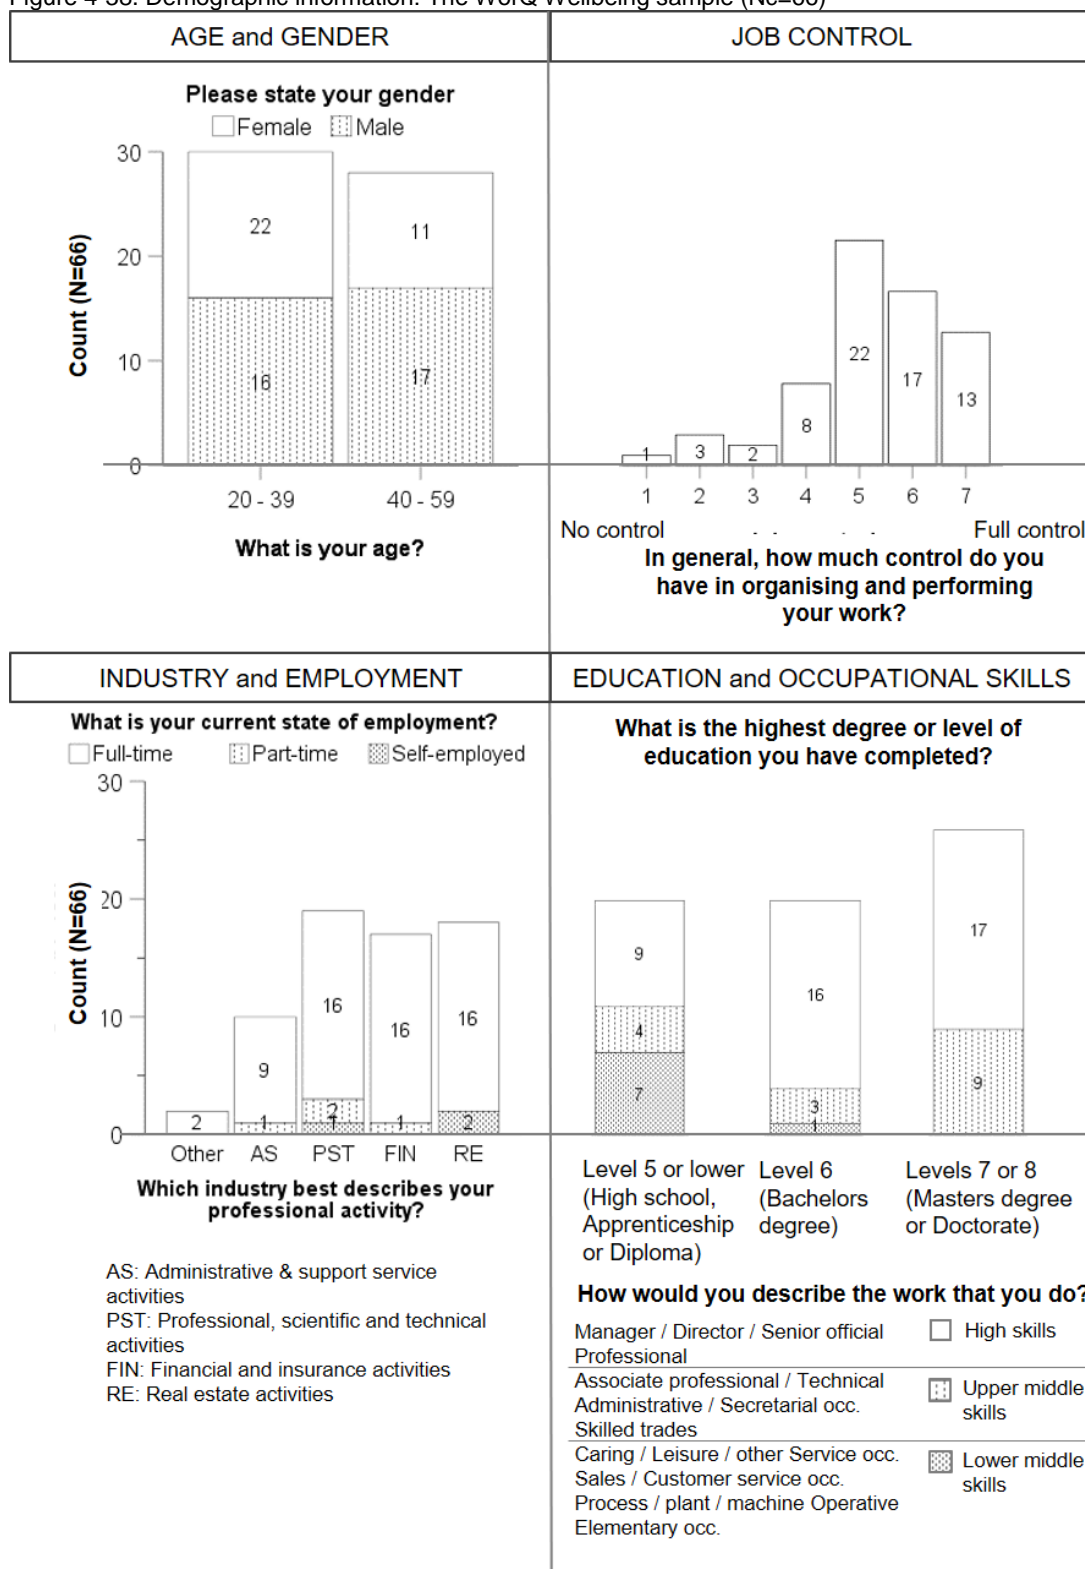 Figure 4-38. Demographic information: The WorQ Wellbeing sample (Nc=66)
AGE and GENDER
Please state your gender
Female Male
Count (N=66)
30
20
10
0
22
11
16
17
20 - 39
40 - 59
What is your age?
JOB CONTROL
1
3
2
8
22
17
13
1 2 3 4 5 6 7
No control
Full control
In general, how much control do you
have in organising and performing
your work?
INDUSTRY and EMPLOYMENT
What is your current state of employment?
Full-time Part-time Self-employed
Count (N=66)
30
20
10
0
2
9
1
16
2
1
16
1
16
2
Other AS PST FIN RE
Which industry best describes your
professional activity?
AS: Administrative & support service
activities
PST: Professional, scientific and technical
activities
FIN: Financial and insurance activities
RE: Real estate activities
EDUCATION and OCCUPATIONAL SKILLS
What is the highest degree or level of
education you have completed?
9
4
7
16
3
1
17
9
Level 5 or lower
(High school,
Apprenticeship
or Diploma)
Level 6
(Bachelors
degree)
Levels 7 or 8
(Masters degree
or Doctorate)
How would you describe the work that you do?
Manager / Director / Senior official
Professional
High skills
Associate professional / Technical
Administrative / Secretarial occ.
Skilled trades
Upper middle
skills
Caring / Leisure / other Service occ.
Sales / Customer service occ.
Process / plant / machine Operative
Elementary occ.
Lower middle
skills